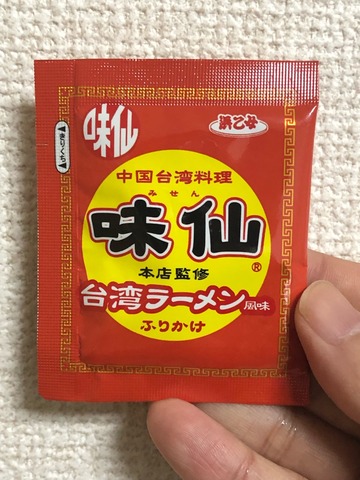 味仙
浜乙女
きりくち
中国台湾料理
みせん
味仙®
本店監修
台湾ラーメン風味
ふりかけ